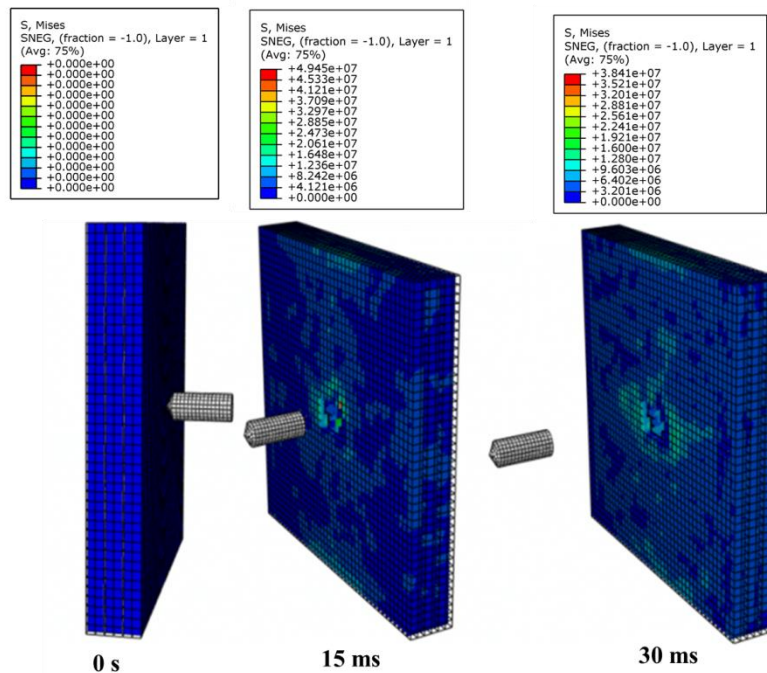 S, Mises
SNEG, (fraction = -1.0), Layer = 1
(Avg: 75%)
+0.000e+00
+0.000e+00
+0.000e+00
+0.000e+00
+0.000e+00
+0.000e+00
+0.000e+00
+0.000e+00
+0.000e+00
+0.000e+00
+0.000e+00
+0.000e+00
+0.000e+00
S, Mises
SNEG, (fraction = -1.0), Layer = 1
(Avg: 75%)
+4.945e+07
+4.533e+07
+4.121e+07
+3.709e+07
+3.297e+07
+2.885e+07
+2.473e+07
+2.061e+07
+1.648e+07
+1.236e+07
+8.242e+06
+4.121e+06
+0.000e+00
S, Mises
SNEG, (fraction = -1.0), Layer = 1
(Avg: 75%)
+3.841e+07
+3.521e+07
+3.201e+07
+2.881e+07
+2.561e+07
+2.241e+07
+1.921e+07
+1.600e+07
+1.280e+07
+9.603e+06
+6.402e+06
+3.201e+06
+0.000e+00
0 s
15 ms
30 ms